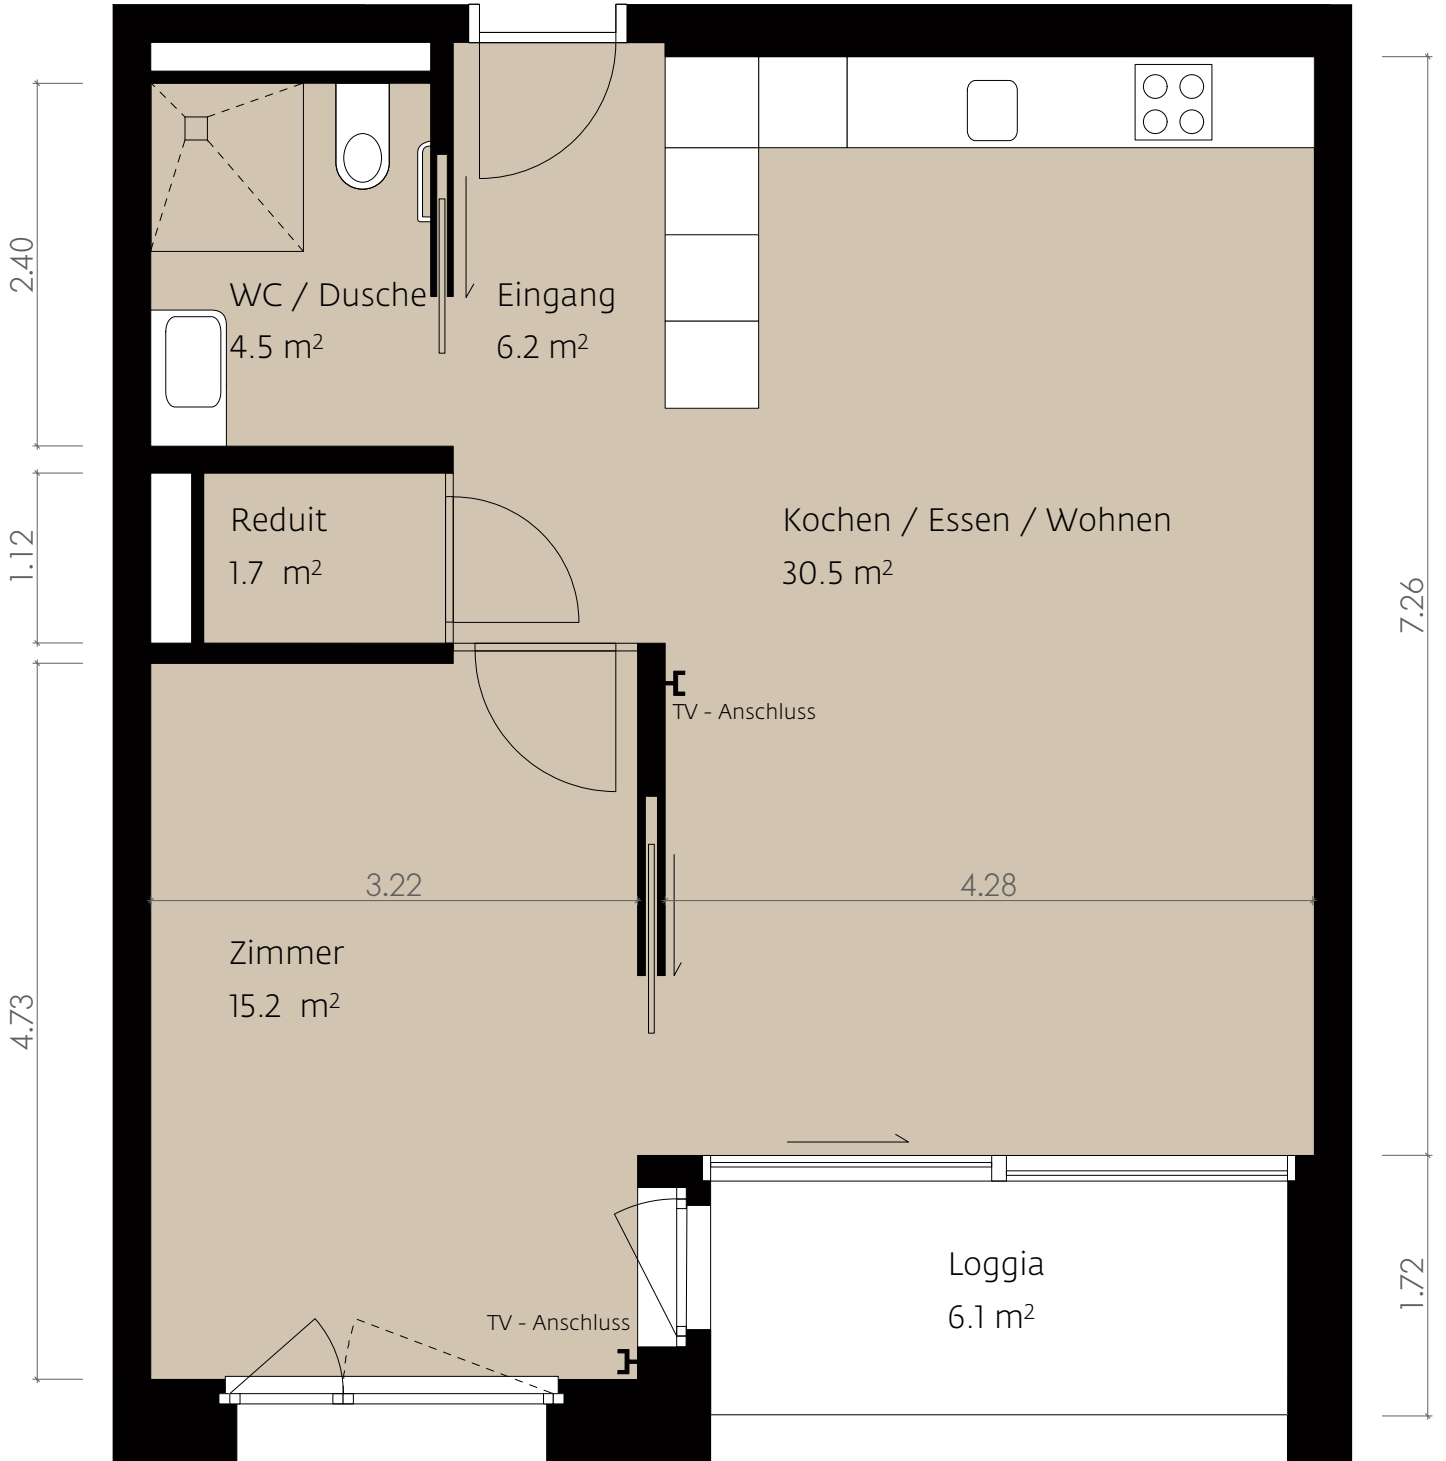 2.40
WC / Dusche
4.5 m²
Eingang
6.2 m²
1.12
Reduit
1.7 m²
Kochen / Essen / Wohnen
30.5 m²
7.26
TV - Anschluss
3.22
4.28
Zimmer
15.2 m²
4.73
Loggia
6.1 m²
1.72
TV - Anschluss